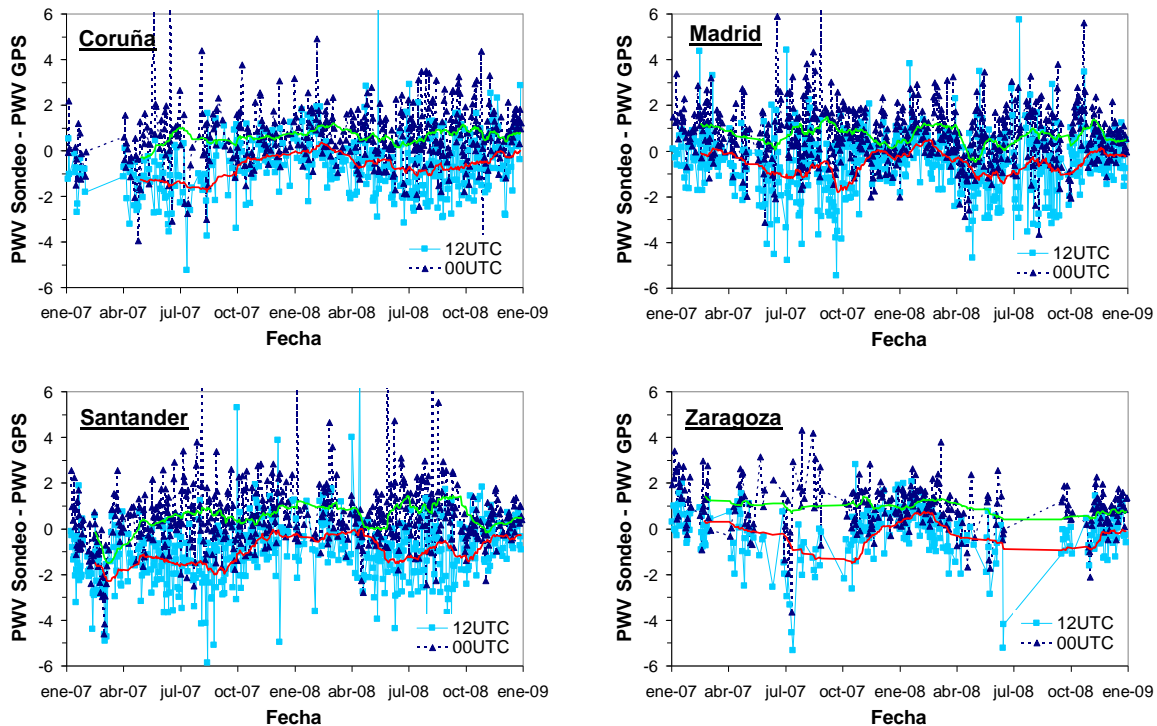 Coruña
PWV Sondeo - PWV GPS
6
4
2
0
-2
-4
-6
12UTC
00UTC
ene-07 abr-07 jul-07 oct-07 ene-08 abr-08 jul-08 oct-08 ene-09
Fecha
Madrid
PWV Sondeo - PWV GPS
6
4
2
0
-2
-4
-6
12UTC
00UTC
ene-07 abr-07 jul-07 oct-07 ene-08 abr-08 jul-08 oct-08 ene-09
Fecha
Santander
PWV Sondeo - PWV GPS
6
4
2
0
-2
-4
-6
12UTC
00UTC
ene-07 abr-07 jul-07 oct-07 ene-08 abr-08 jul-08 oct-08 ene-09
Fecha
Zaragoza
PWV Sondeo - PWV GPS
6
4
2
0
-2
-4
-6
12UTC
00UTC
ene-07 abr-07 jul-07 oct-07 ene-08 abr-08 jul-08 oct-08 ene-09
Fecha